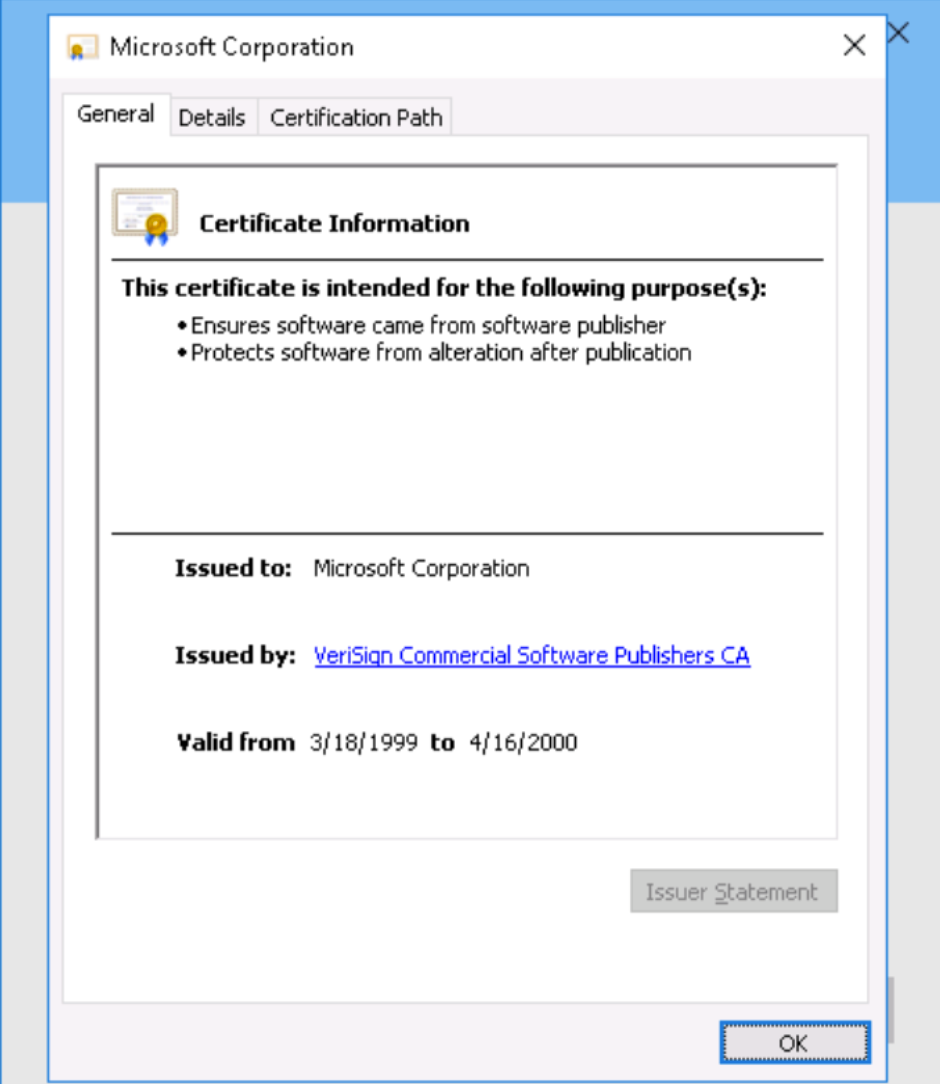 Microsoft Corporation
General Details Certification Path
Certificate Information
This certificate is intended for the following purpose(s):
• Ensures software came from software publisher
• Protects software from alteration after publication
Issued to: Microsoft Corporation
Issued by: VeriSign Commercial Software Publishers CA
Valid from 3/18/1999 to 4/16/2000
Issuer Statement
OK